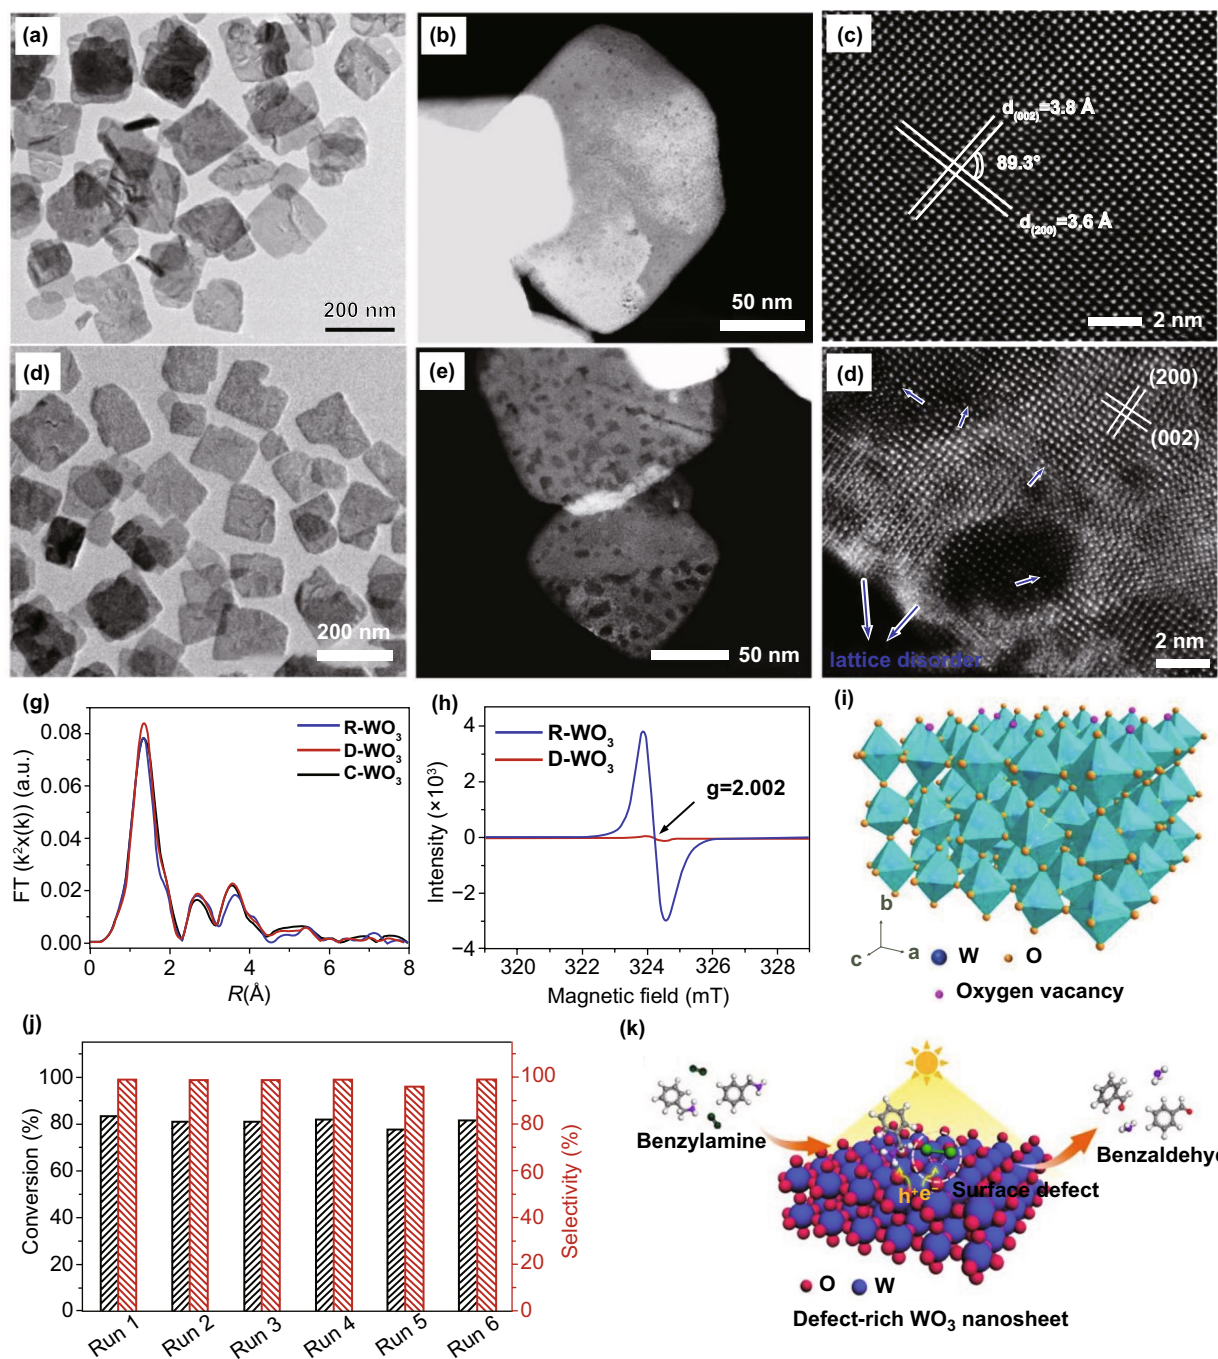 (a)
200 nm
(b)
50 nm
(c)
d(002)=3.8 Å
89.3°
d(200)=3.6 Å
2 nm
(d)
200 nm
(e)
50 nm
(d)
(200)
(002)
lattice disorder
2 nm
(g)
0.08
0.06
0.04
0.02
0.00
FT (k²x(k)) (a.u.)
R-WO₃
D-WO₃
C-WO₃
0 2 4 6 8
R(Å)
(h)
4
2
0
−2
−4
Intensity (×10³)
R-WO₃
D-WO₃
g=2.002
320 322 324 326 328
Magnetic field (mT)
(i)
b
c
a
W
O
Oxygen vacancy
(j)
100
80
60
40
20
0
Conversion (%)
100
80
60
40
20
0
Selectivity (%)
Run 1
Run 2
Run 3
Run 4
Run 5
Run 6
(k)
Benzylamine
Benzaldehye
h⁺e⁻
Surface defect
O
W
Defect-rich WO₃ nanosheet